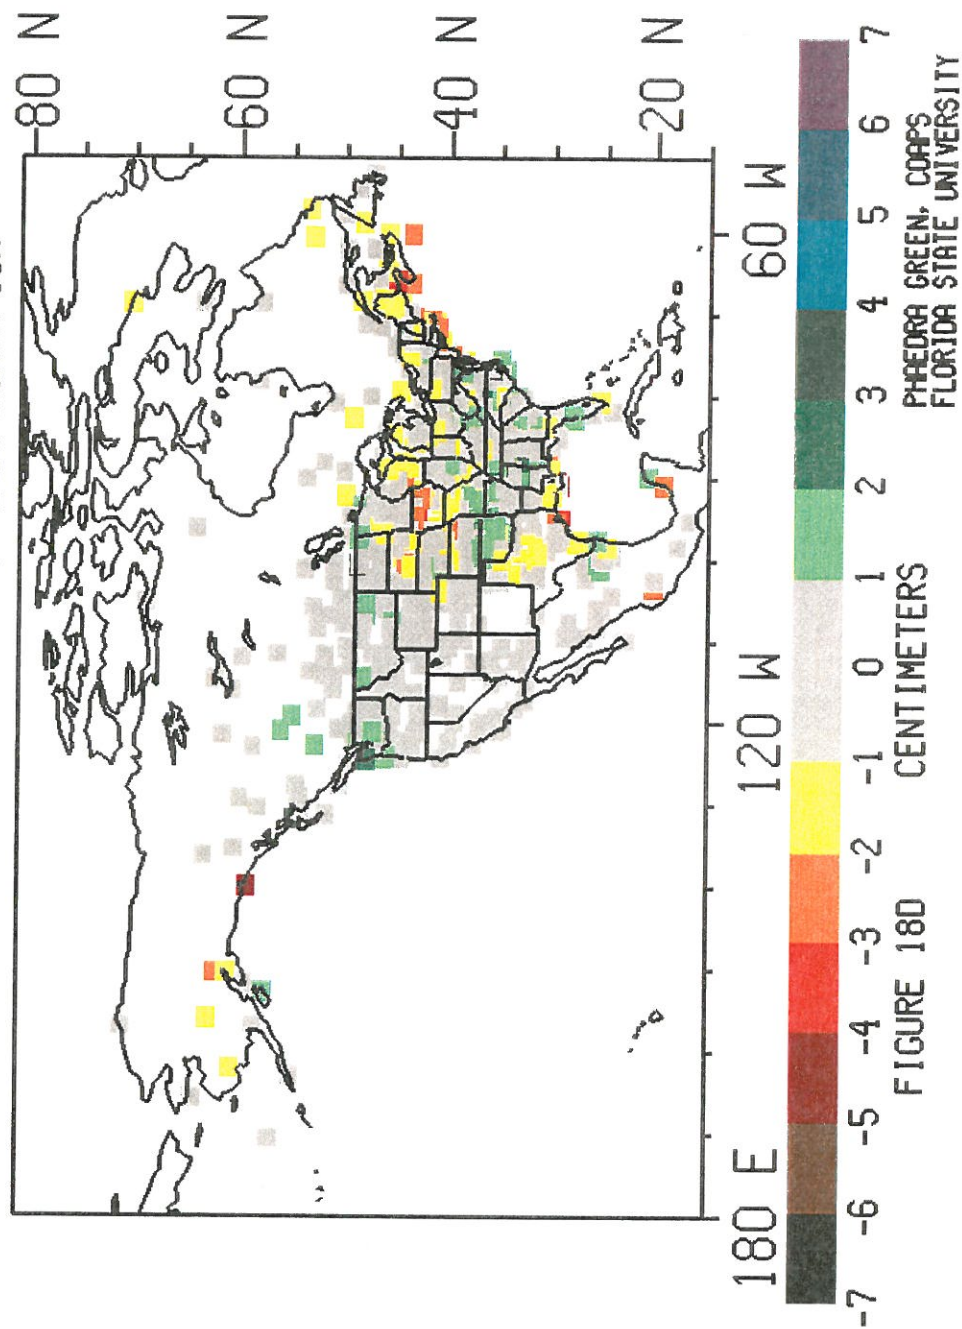 80 N
60 N
40 N
20 N
180 E
120 W
60 W
-7 -6 -5 -4 -3 -2 -1 0 1 2 3 4 5 6 7
FIGURE 18D
CENTIMETERS
PHAEDRA GREEN, COAPS
FLORIDA STATE UNIVERSITY